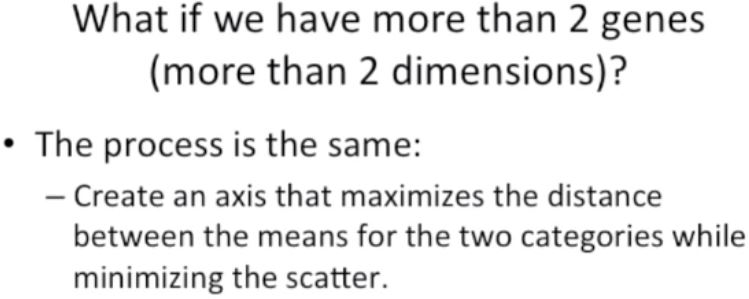 What if we have more than 2 genes
(more than 2 dimensions)?
• The process is the same:
– Create an axis that maximizes the distance
between the means for the two categories while
minimizing the scatter.